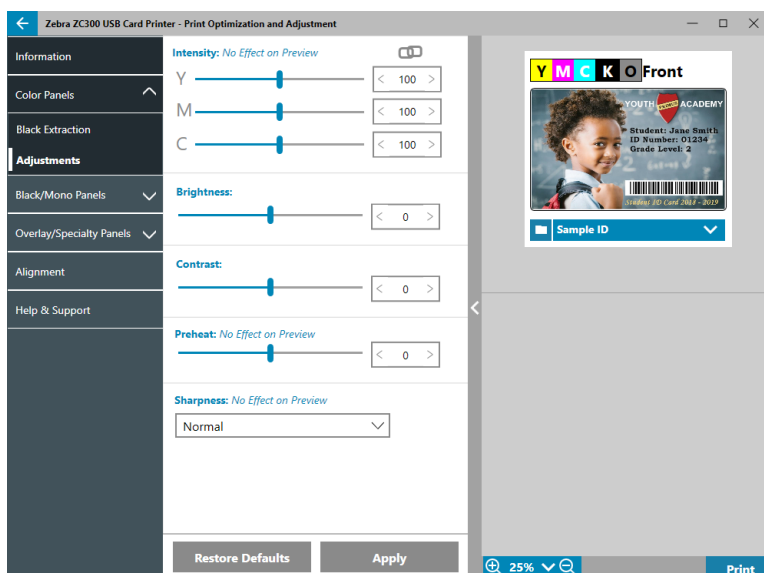 Zebra ZC300 USB Card Printer - Print Optimization and Adjustment
Information
Color Panels
Black Extraction
Adjustments
Black/Mono Panels
Overlay/Specialty Panels
Alignment
Help & Support
Intensity: No Effect on Preview
Y
< 100 >
M
< 100 >
C
< 100 >
Brightness:
< 0 >
Contrast:
< 0 >
Preheat: No Effect on Preview
< 0 >
Sharpness: No Effect on Preview
Normal
Restore Defaults
Apply
Y M C K O Front
YOUTH ACADEMY
Student: Jane Smith
ID Number: 01234
Grade Level: 2
Student ID Card 2018 - 2019
Sample ID
25%
Print